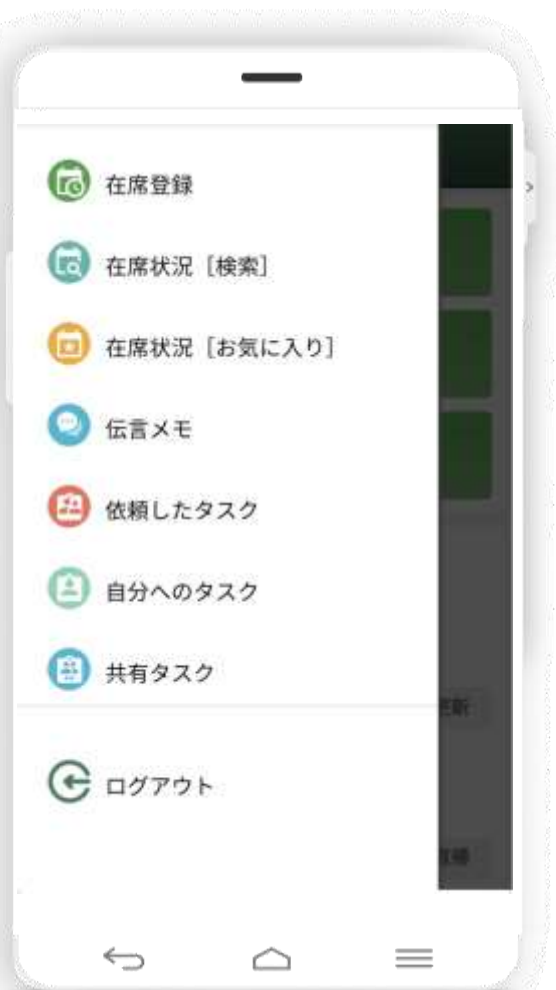 在席登録
在席状況［検索］
在席状況［お気に入り］
伝言メモ
依頼したタスク
自分へのタスク
共有タスク
ログアウト